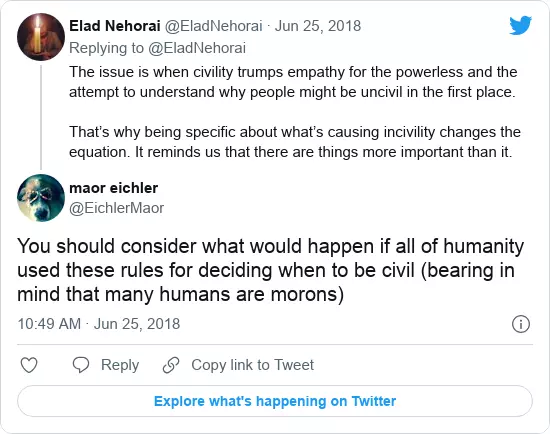 Elad Nehorai @EladNehorai · Jun 25, 2018
Replying to @EladNehorai
The issue is when civility trumps empathy for the powerless and the
attempt to understand why people might be uncivil in the first place.
That’s why being specific about what’s causing incivility changes the
equation. It reminds us that there are things more important than it.
maor eichler
@EichlerMaor
You should consider what would happen if all of humanity
used these rules for deciding when to be civil (bearing in
mind that many humans are morons)
10:49 AM · Jun 25, 2018
Reply
Copy link to Tweet
Explore what's happening on Twitter